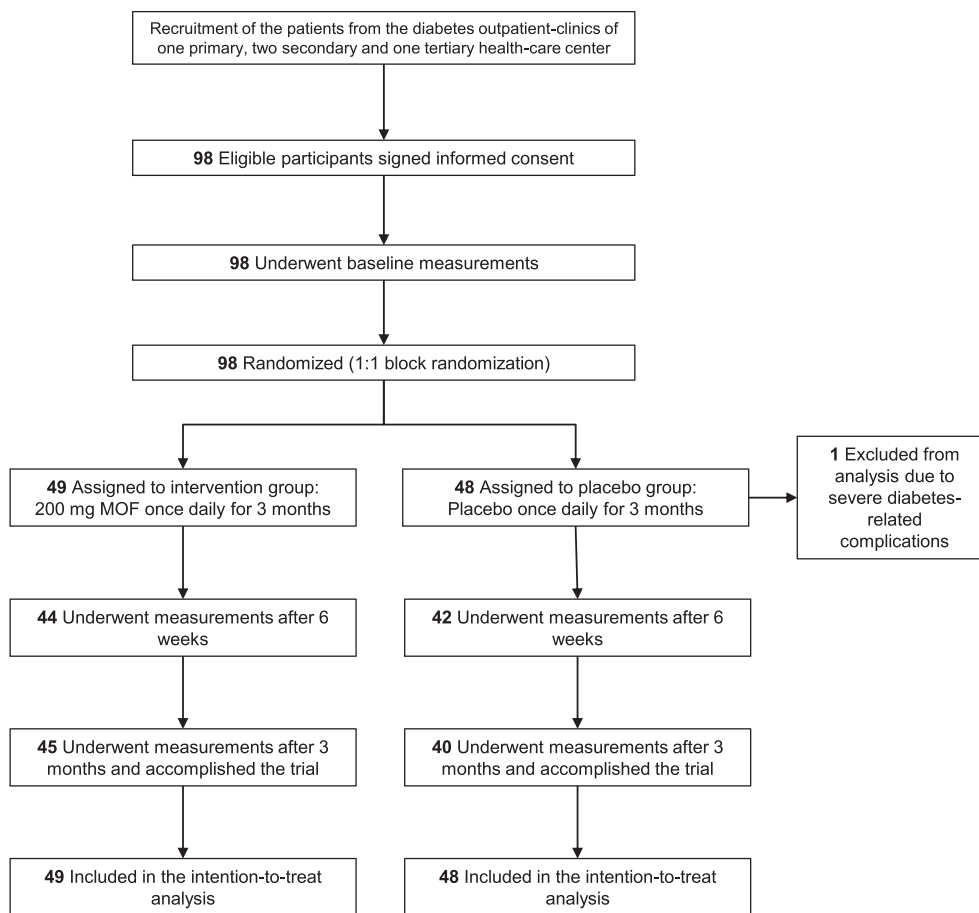 Recruitment of the patients from the diabetes outpatient-clinics of
one primary, two secondary and one tertiary health-care center
98 Eligible participants signed informed consent
98 Underwent baseline measurements
98 Randomized (1:1 block randomization)
49 Assigned to intervention group:
200 mg MOF once daily for 3 months
48 Assigned to placebo group:
Placebo once daily for 3 months
1 Excluded from
analysis due to
severe diabetes-
related
complications
44 Underwent measurements after 6
weeks
42 Underwent measurements after 6
weeks
45 Underwent measurements after 3
months and accomplished the trial
40 Underwent measurements after 3
months and accomplished the trial
49 Included in the intention-to-treat
analysis
48 Included in the intention-to-treat
analysis